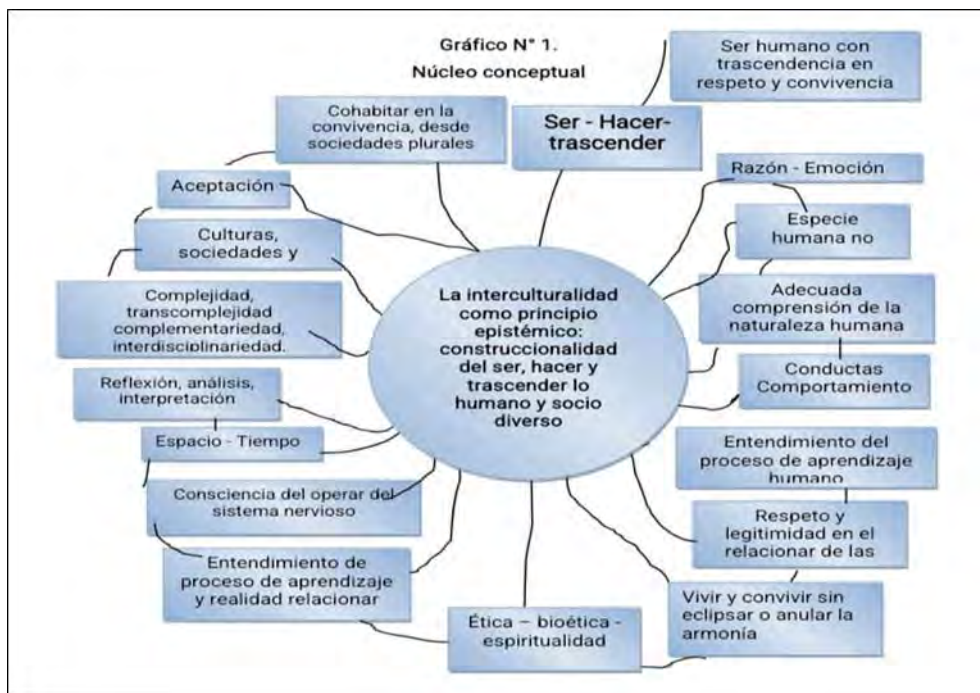 Gráfico N° 1.
Núcleo conceptual
Ser humano con
trascendencia en
respeto y convivencia
Cohabitar en la
convivencia, desde
sociedades plurales
Ser - Hacer-
trascender
Razón - Emoción
Aceptación
Especie
humana no
Culturas,
sociedades y
Adecuada
comprensión de la
naturaleza humana
Complejidad,
transcomplejidad
complementariedad,
interdisciplinariedad.
La interculturalidad
como principio
epistémico:
construccionalidad
del ser, hacer y
trascender lo
humano y socio
diverso
Conductas
Comportamiento
Reflexión, análisis,
interpretación
Espacio - Tiempo
Entendimiento del
proceso de aprendizaje
humano
Consciencia del operar del
sistema nervioso
Respeto y
legitimidad en el
relacionar de las
Entendimiento de
proceso de aprendizaje
y realidad relacionar
Vivir y convivir sin
eclipsar o anular la
armonía
Ética – bioética -
espiritualidad